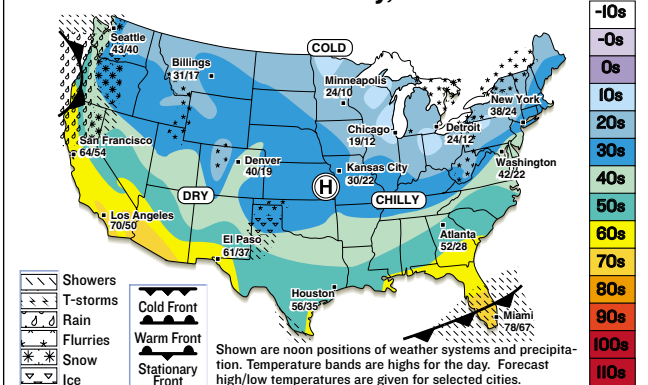 -10s
-0s
0s
10s
20s
30s
40s
50s
60s
70s
80s
90s
100s
110s
Seattle
43/40
COLD
Billings
31/17
Minneapolis
24/10
New York
38/24
Chicago
19/12
Detroit
24/12
San Francisco
64/54
Denver
40/19
Kansas City
30/22
Washington
42/22
H
DRY
CHILLY
Los Angeles
70/50
El Paso
61/37
Atlanta
52/28
Houston
56/35
Miami
78/67
Showers
T-storms
Rain
Flurries
Snow
Ice
Cold Front
Warm Front
Stationary
Front
Shown are noon positions of weather systems and precipita-
tion. Temperature bands are highs for the day. Forecast
high/low temperatures are given for selected cities.